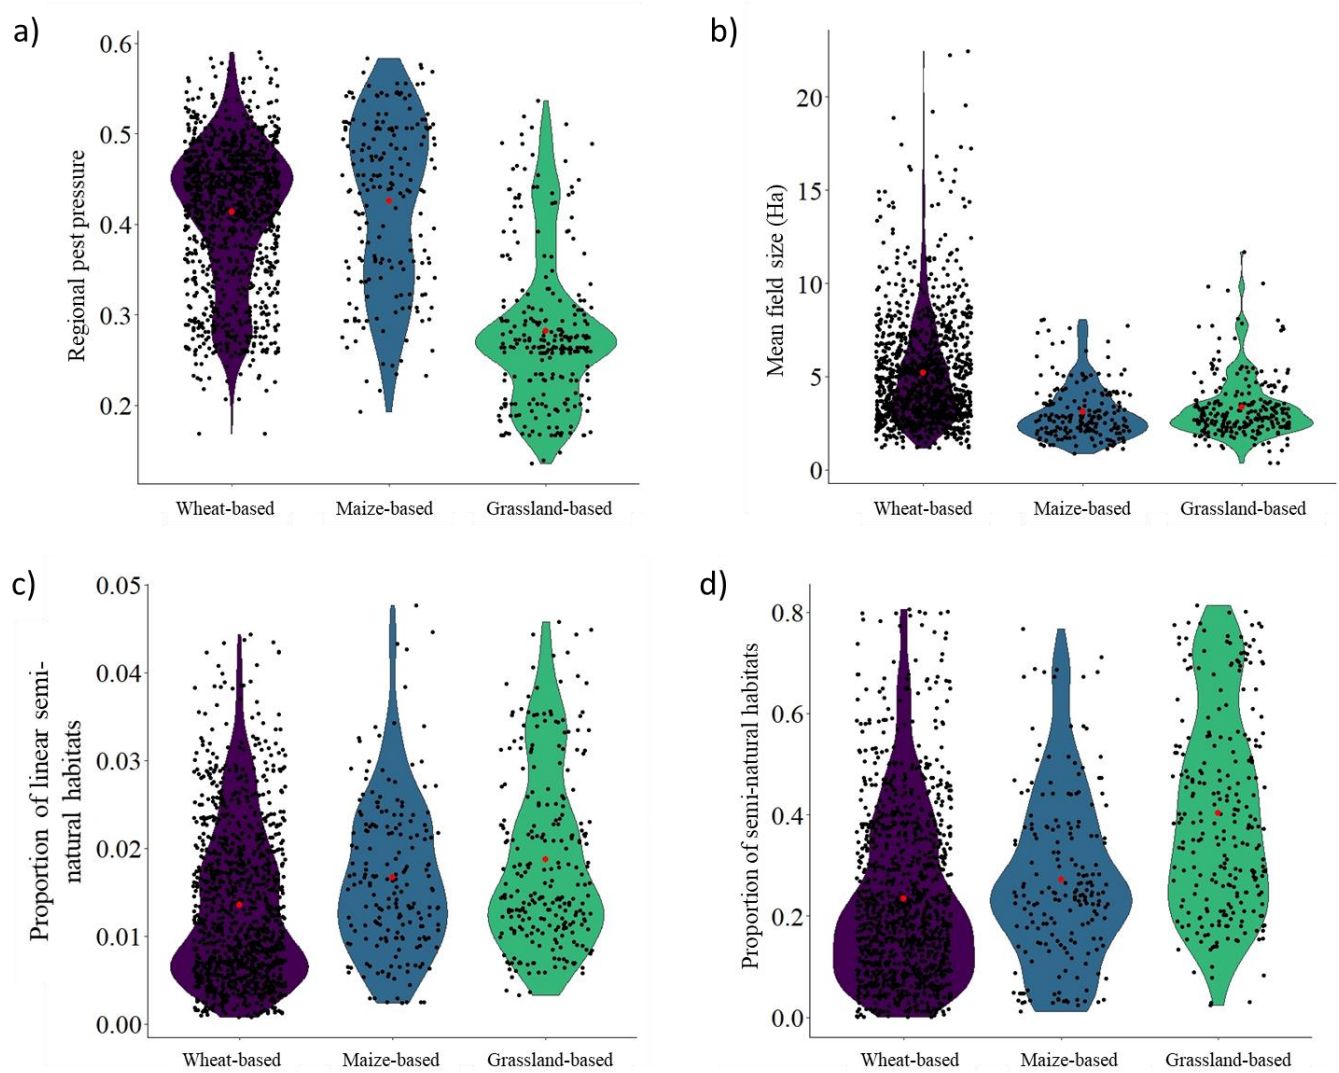 a)
Regional pest pressure
0.6
0.5
0.4
0.3
0.2
Wheat-based Maize-based Grassland-based
b)
Mean field size (Ha)
20
15
10
5
0
Wheat-based Maize-based Grassland-based
c)
Proportion of linear semi-
natural habitats
0.05
0.04
0.03
0.02
0.01
0.00
Wheat-based Maize-based Grassland-based
d)
Proportion of semi-natural habitats
0.8
0.6
0.4
0.2
0.0
Wheat-based Maize-based Grassland-based